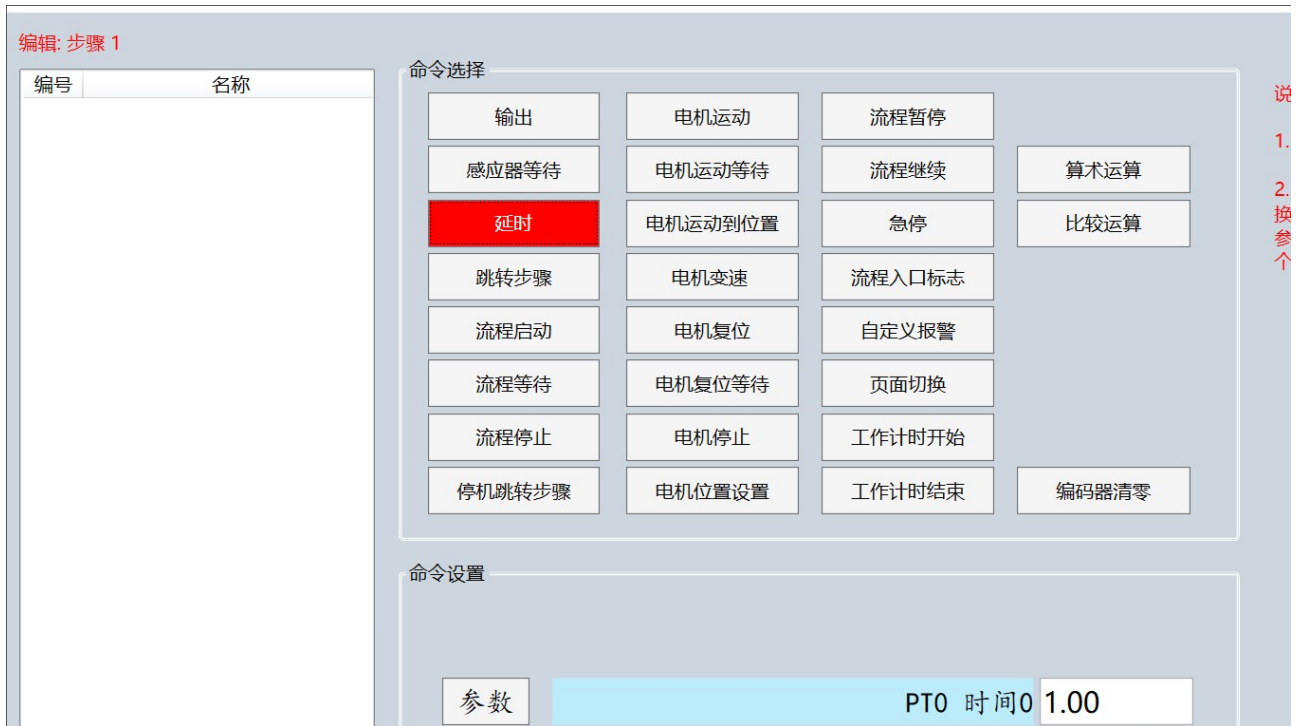 编辑: 步骤 1
编号 名称
命令选择
输出 电机运动 流程暂停
感应器等待 电机运动等待 流程继续 算术运算
延时 电机运动到位置 急停 比较运算
跳转步骤 电机变速 流程入口标志
流程启动 电机复位 自定义报警
流程等待 电机复位等待 页面切换
流程停止 电机停止 工作计时开始
停机跳转步骤 电机位置设置 工作计时结束 编码器清零
命令设置
参数 PT0 时间0 1.00
说
1.
2.
换
参
个